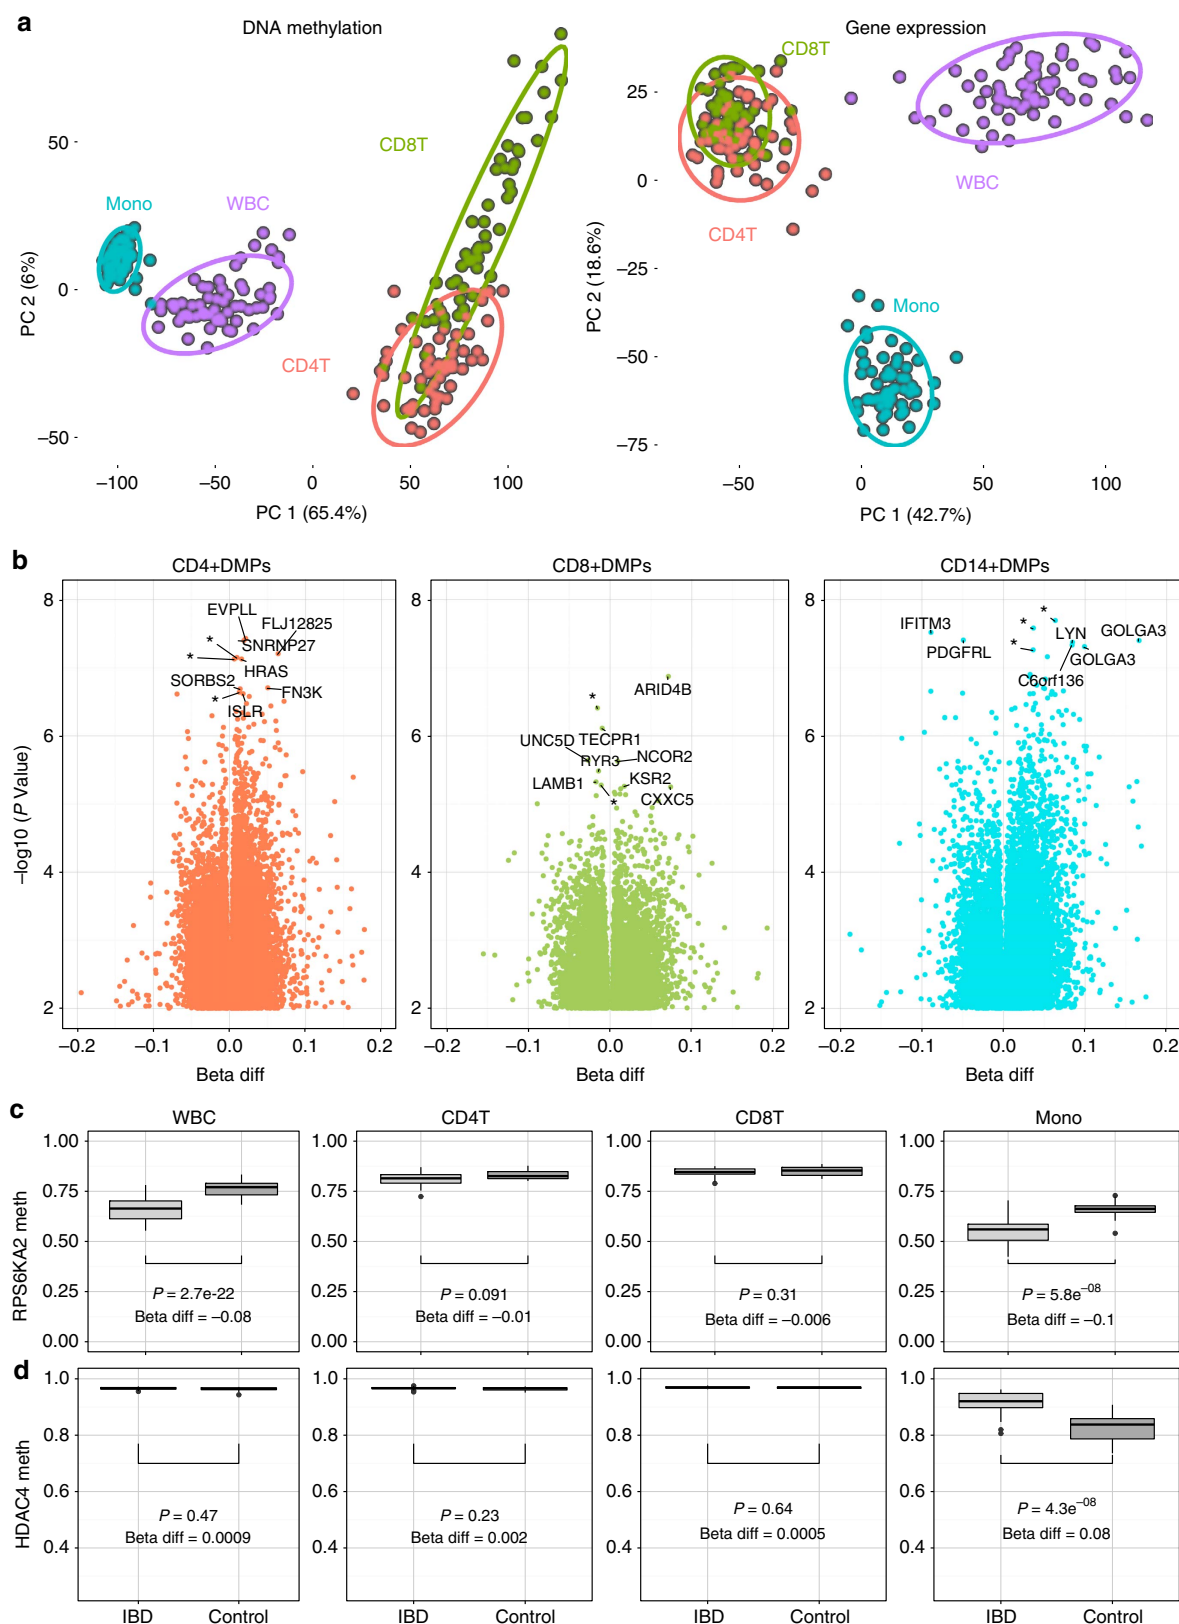 a
DNA methylation
Gene expression
CD8T
CD8T
Mono
WBC
CD4T
WBC
CD4T
Mono
PC 2 (6%)
50
0
−50
−100 −50 0 50 100
PC 1 (65.4%)
PC 2 (18.6%)
25
0
−25
−50
−75
−50 0 50 100
PC 1 (42.7%)
b
CD4+DMPs
CD8+DMPs
CD14+DMPs
−log10 (P Value)
8
6
4
2
EVPLL
FLJ12825
*
SNRNP27
*
HRAS
SORBS2
FN3K
*
ISLR
ARID4B
*
UNC5D
TECPR1
RYR3
NCOR2
LAMB1
KSR2
*
CXXC5
8
6
4
2
IFITM3
*
*
LYN
GOLGA3
*
PDGFRL
GOLGA3
C6orf136
−0.2 −0.1 0.0 0.1 0.2
−0.2 −0.1 0.0 0.1 0.2
−0.2 −0.1 0.0 0.1 0.2
Beta diff
Beta diff
Beta diff
c
WBC
CD4T
CD8T
Mono
RPS6KA2 meth
1.00
0.75
0.50
0.25
0.00
P = 2.7e-22
Beta diff = −0.08
1.00
0.75
0.50
0.25
0.00
P = 0.091
Beta diff = −0.01
1.00
0.75
0.50
0.25
0.00
P = 0.31
Beta diff = −0.006
1.00
0.75
0.50
0.25
0.00
P = 5.8e−08
Beta diff = −0.1
d
HDAC4 meth
1.0
0.8
0.6
0.4
P = 0.47
Beta diff = 0.0009
IBD Control
1.0
0.8
0.6
0.4
P = 0.23
Beta diff = 0.002
IBD Control
1.0
0.8
0.6
0.4
P = 0.64
Beta diff = 0.0005
IBD Control
1.0
0.8
0.6
0.4
P = 4.3e−08
Beta diff = 0.08
IBD Control